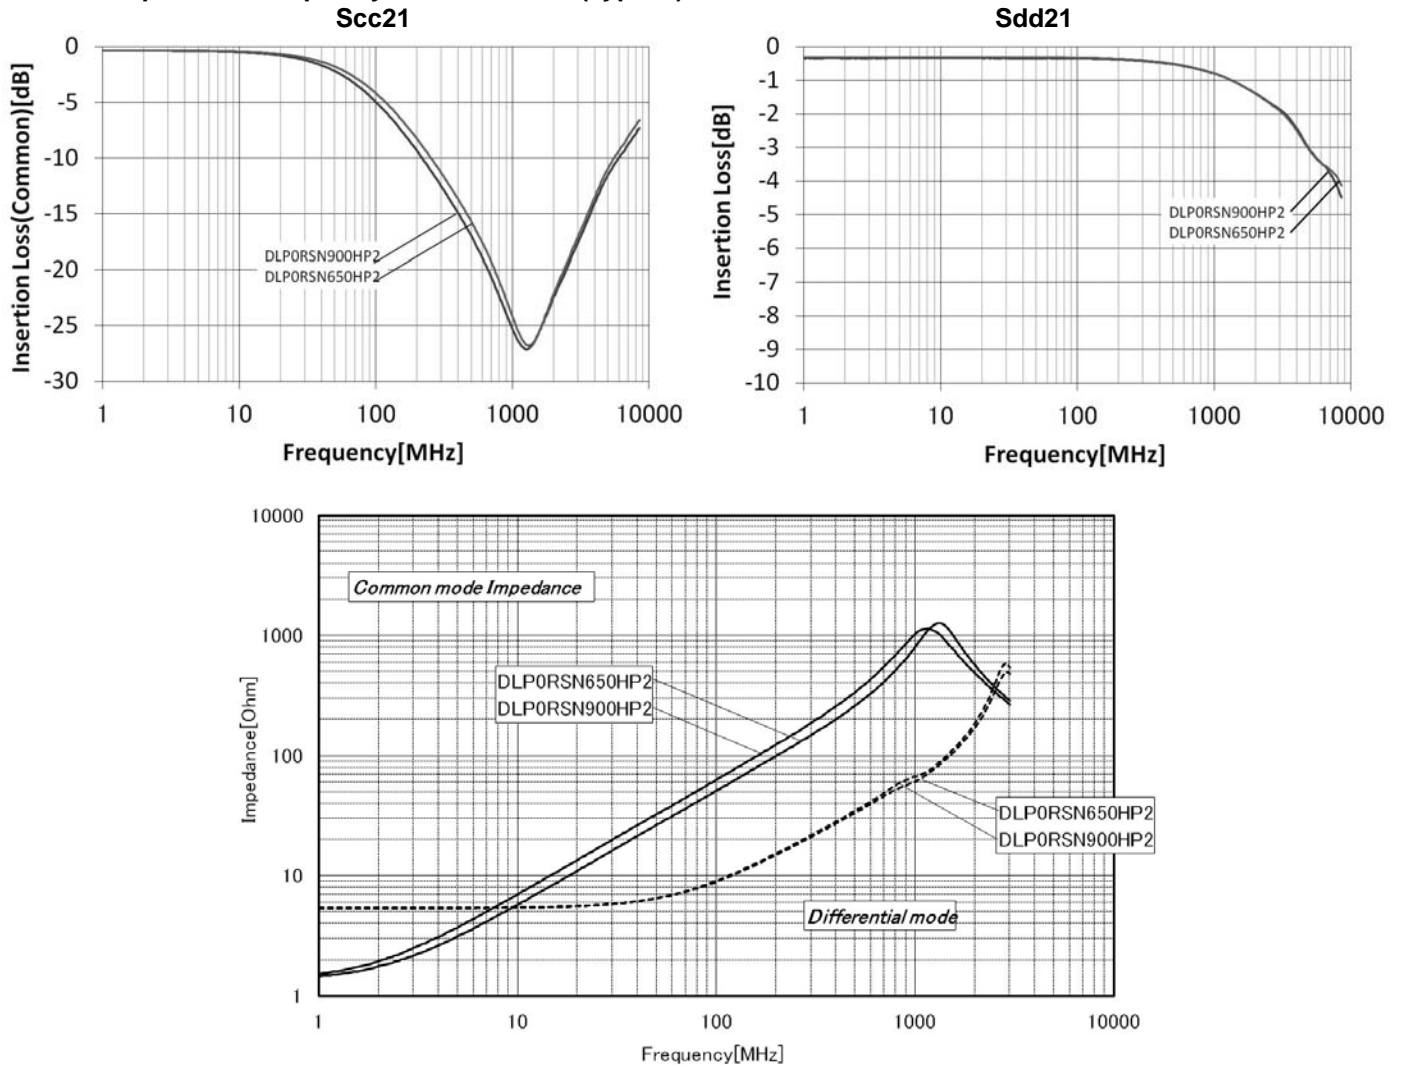 Scc21
Sdd21
Insertion Loss(Common)[dB]
0
-5
-10
-15
-20
-25
-30
DLP0RSN900HP2
DLP0RSN650HP2
1
10
100
1000
10000
Frequency[MHz]
Insertion Loss[dB]
0
-1
-2
-3
-4
-5
-6
-7
-8
-9
-10
DLP0RSN900HP2
DLP0RSN650HP2
1
10
100
1000
10000
Frequency[MHz]
Impedance[Ohm]
10000
1000
100
10
1
Common mode Impedance
DLP0RSN650HP2
DLP0RSN900HP2
DLP0RSN650HP2
DLP0RSN900HP2
Differential mode
1
10
100
1000
10000
Frequency[MHz]